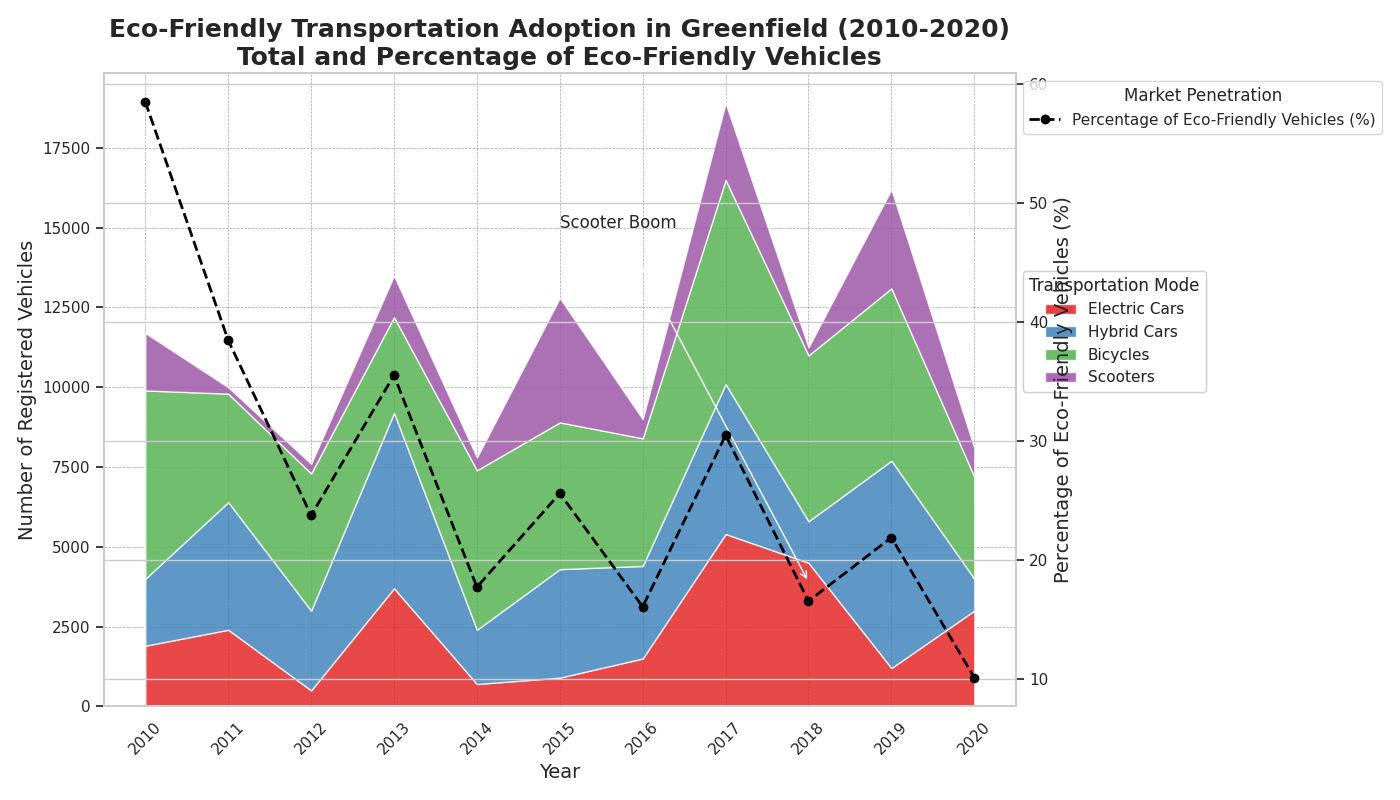 Eco-Friendly Transportation Adoption in Greenfield (2010-2020)
Total and Percentage of Eco-Friendly Vehicles
Number of Registered Vehicles
17500
15000
12500
10000
7500
5000
2500
0
Scooter Boom
2010
2011
2012
2013
2014
2015
2016
2017
2018
2019
2020
Year
60
50
40
30
20
10
Percentage of Eco-Friendly Vehicles (%)
Market Penetration
Percentage of Eco-Friendly Vehicles (%)
Transportation Mode
Electric Cars
Hybrid Cars
Bicycles
Scooters